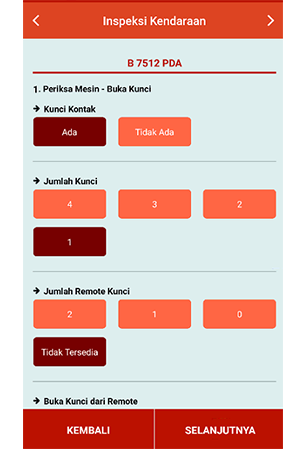 Inspeksi Kendaraan
B 7512 PDA
1. Periksa Mesin - Buka Kunci
Kunci Kontak
Ada Tidak Ada
Jumlah Kunci
4 3 2
1
Jumlah Remote Kunci
2 1 0
Tidak Tersedia
Buka Kunci dari Remote
KEMBALI SELANJUTNYA